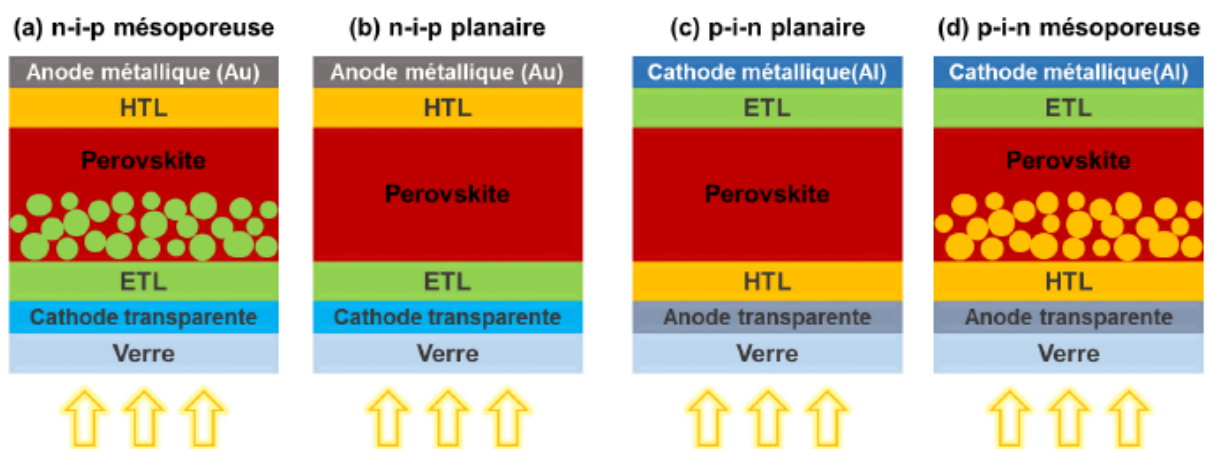 (a) n-i-p mésoporeuse
(b) n-i-p planaire
(c) p-i-n planaire
(d) p-i-n mésoporeuse
Anode métallique (Au)
HTL
Perovskite
ETL
Cathode transparente
Verre
Anode métallique (Au)
HTL
Perovskite
ETL
Cathode transparente
Verre
Cathode métallique(Al)
ETL
Perovskite
HTL
Anode transparente
Verre
Cathode métallique(Al)
ETL
Perovskite
HTL
Anode transparente
Verre